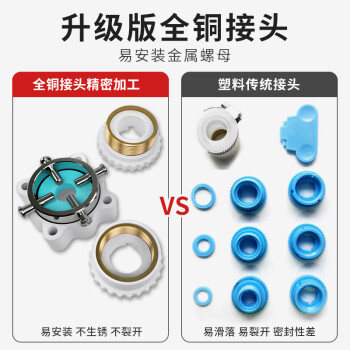 升级版全铜接头
易安装金属螺母
全铜接头精密加工
塑料传统接头
VS
易安装 不生锈 不裂开
易滑落 易裂开 密封性差